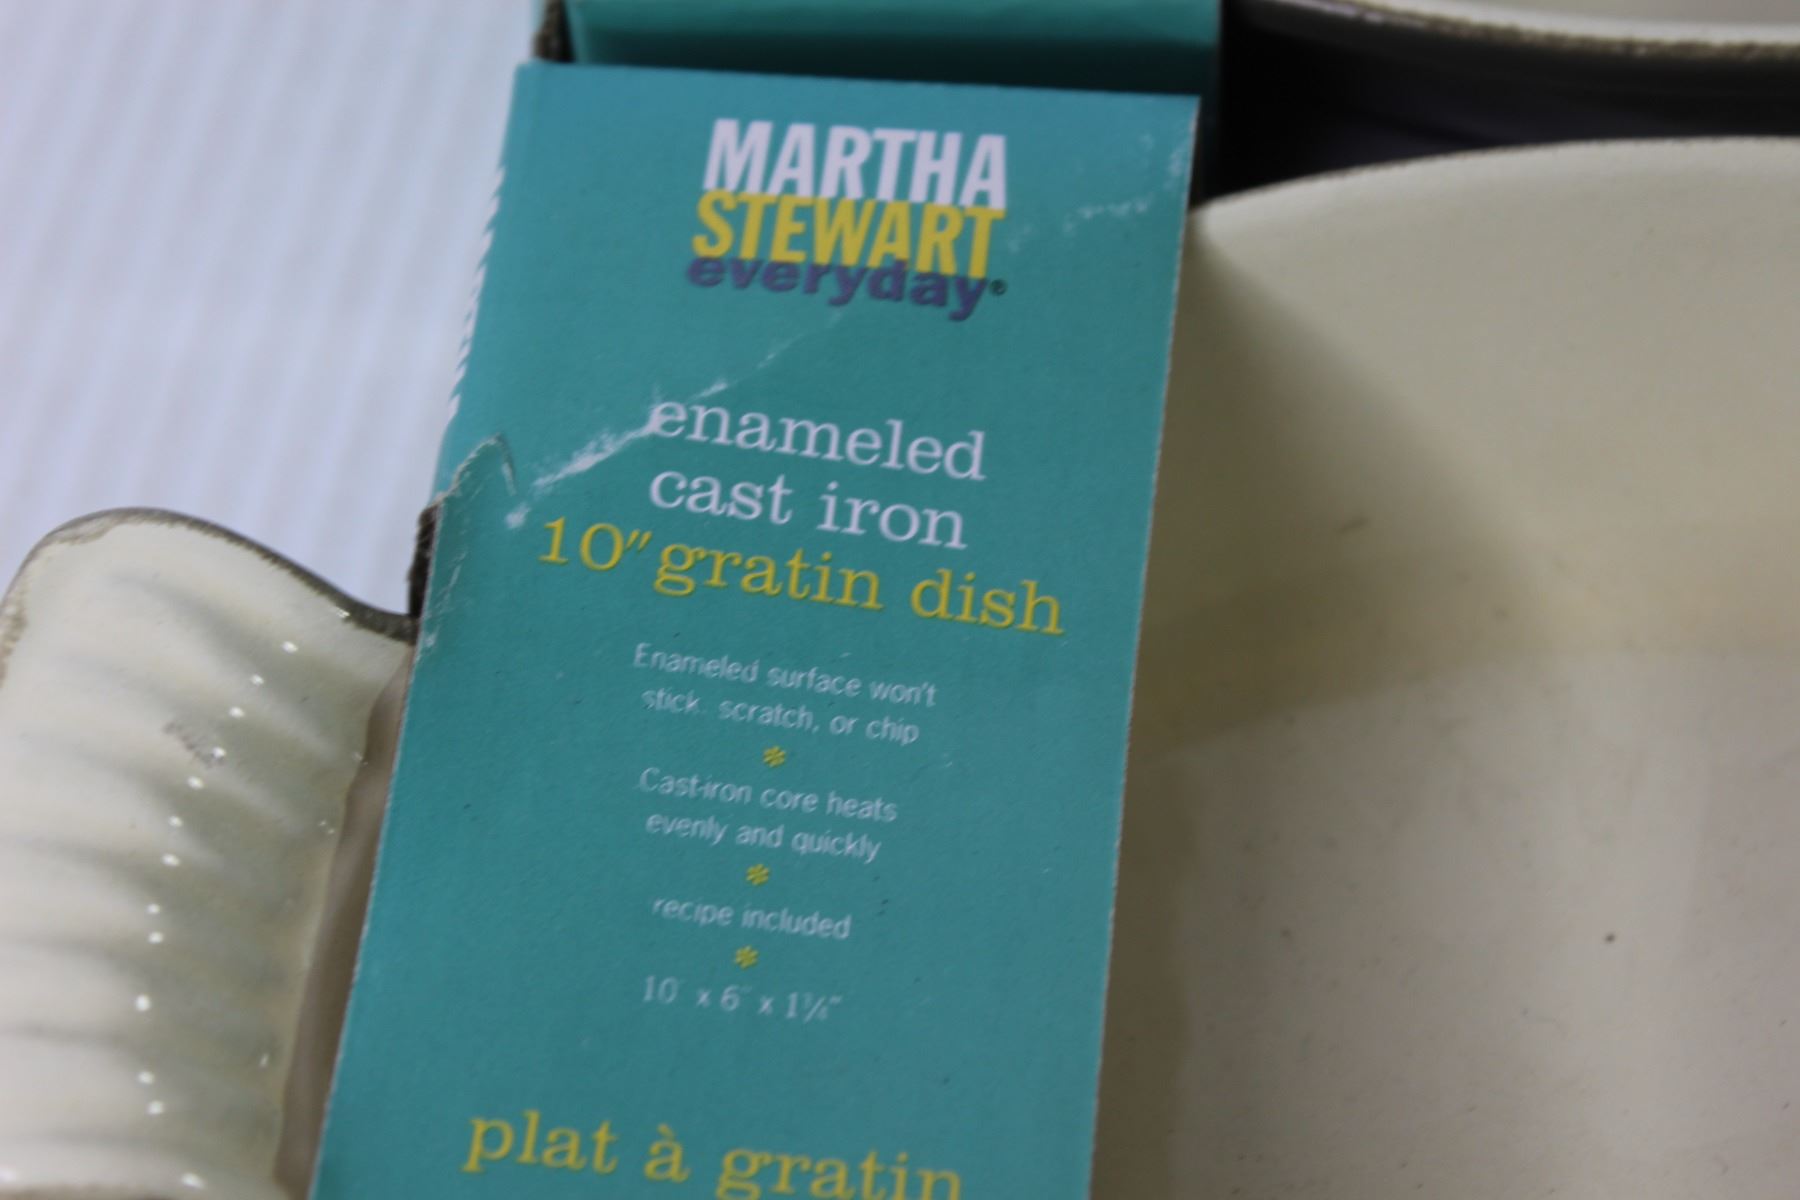 MARTHA
STEWART
everyday®
enameled
cast iron
10" gratin dish
Enameled surface won't
stick, scratch, or chip
*
Cast-iron core heats
evenly and quickly
*
recipe included
*
10" x 6" x 1¾"
plat à gratin